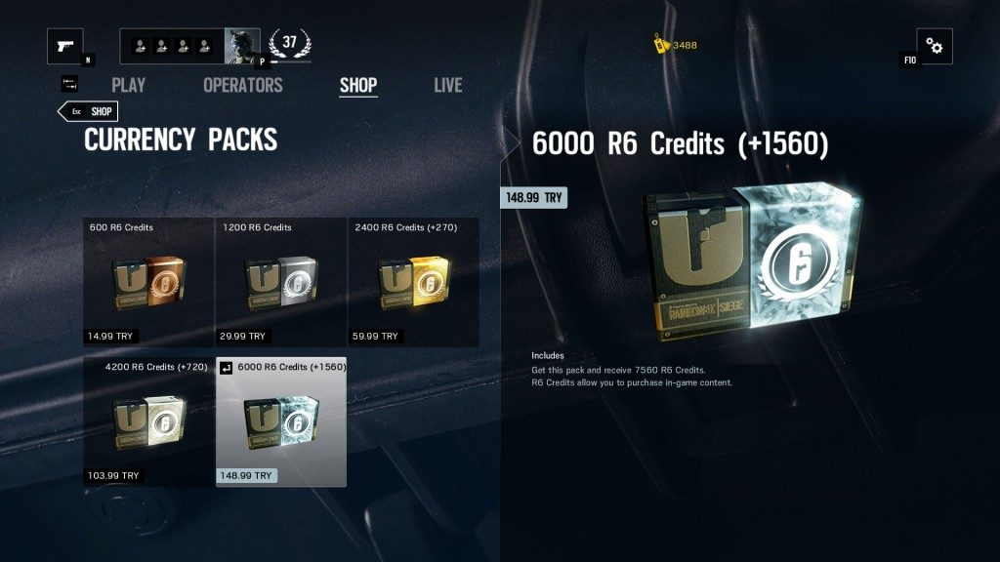 N
P
37
3488
F10
PLAY
OPERATORS
SHOP
LIVE
Esc SHOP
CURRENCY PACKS
6000 R6 Credits (+1560)
148.99 TRY
600 R6 Credits
1200 R6 Credits
2400 R6 Credits (+270)
14.99 TRY
29.99 TRY
59.99 TRY
4200 R6 Credits (+720)
6000 R6 Credits (+1560)
103.99 TRY
148.99 TRY
6
RAINBOW SIX | SIEGE
Includes
Get this pack and receive 7560 R6 Credits.
R6 Credits allow you to purchase in-game content.